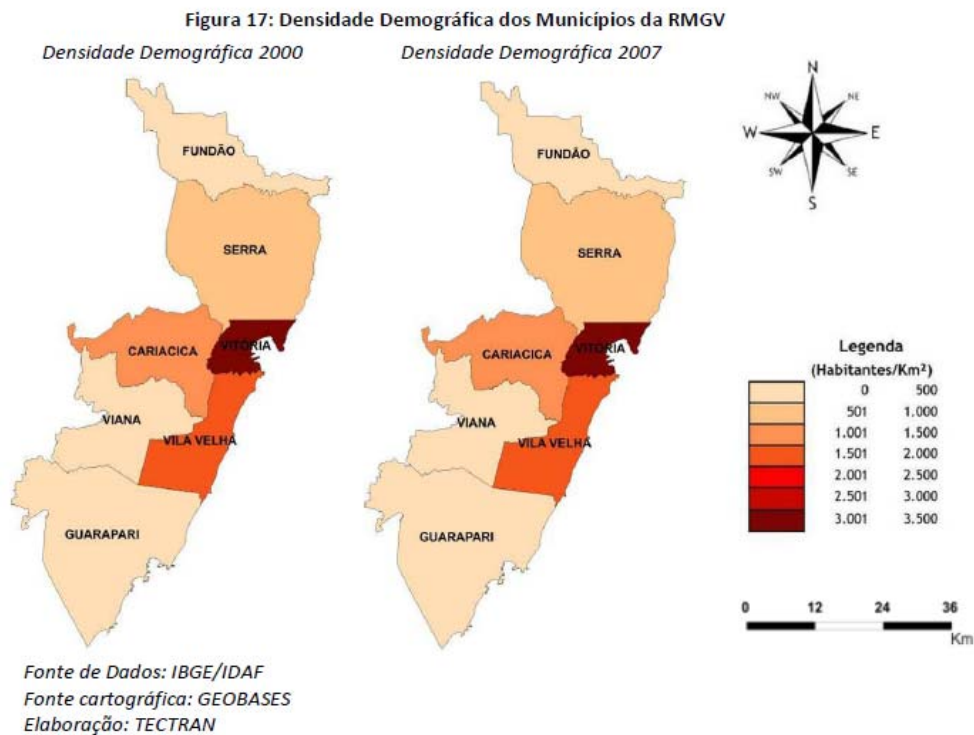 Figura 17: Densidade Demográfica dos Municípios da RMGV
Densidade Demográfica 2000
Densidade Demográfica 2007
FUNDÃO
SERRA
VITÓRIA
CARIACICA
VIANA
VILA VELHA
GUARAPARI
FUNDÃO
SERRA
VITÓRIA
CARIACICA
VIANA
VILA VELHA
GUARAPARI
N
NW
NE
W
E
SW
SE
S
Legenda
(Habitantes/Km²)
0 500
501 1.000
1.001 1.500
1.501 2.000
2.001 2.500
2.501 3.000
3.001 3.500
0 12 24 36
Km
Fonte de Dados: IBGE/IDAF
Fonte cartográfica: GEOBASES
Elaboração: TECTRAN